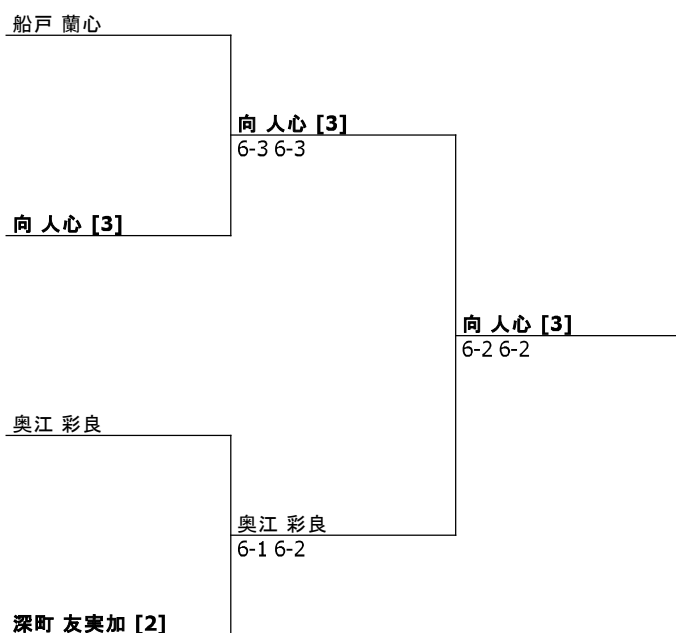 船戸 蘭心
向 人心 [3]
6-3 6-3
向 人心 [3]
向 人心 [3]
6-2 6-2
奥江 彩良
奥江 彩良
6-1 6-2
深町 友実加 [2]